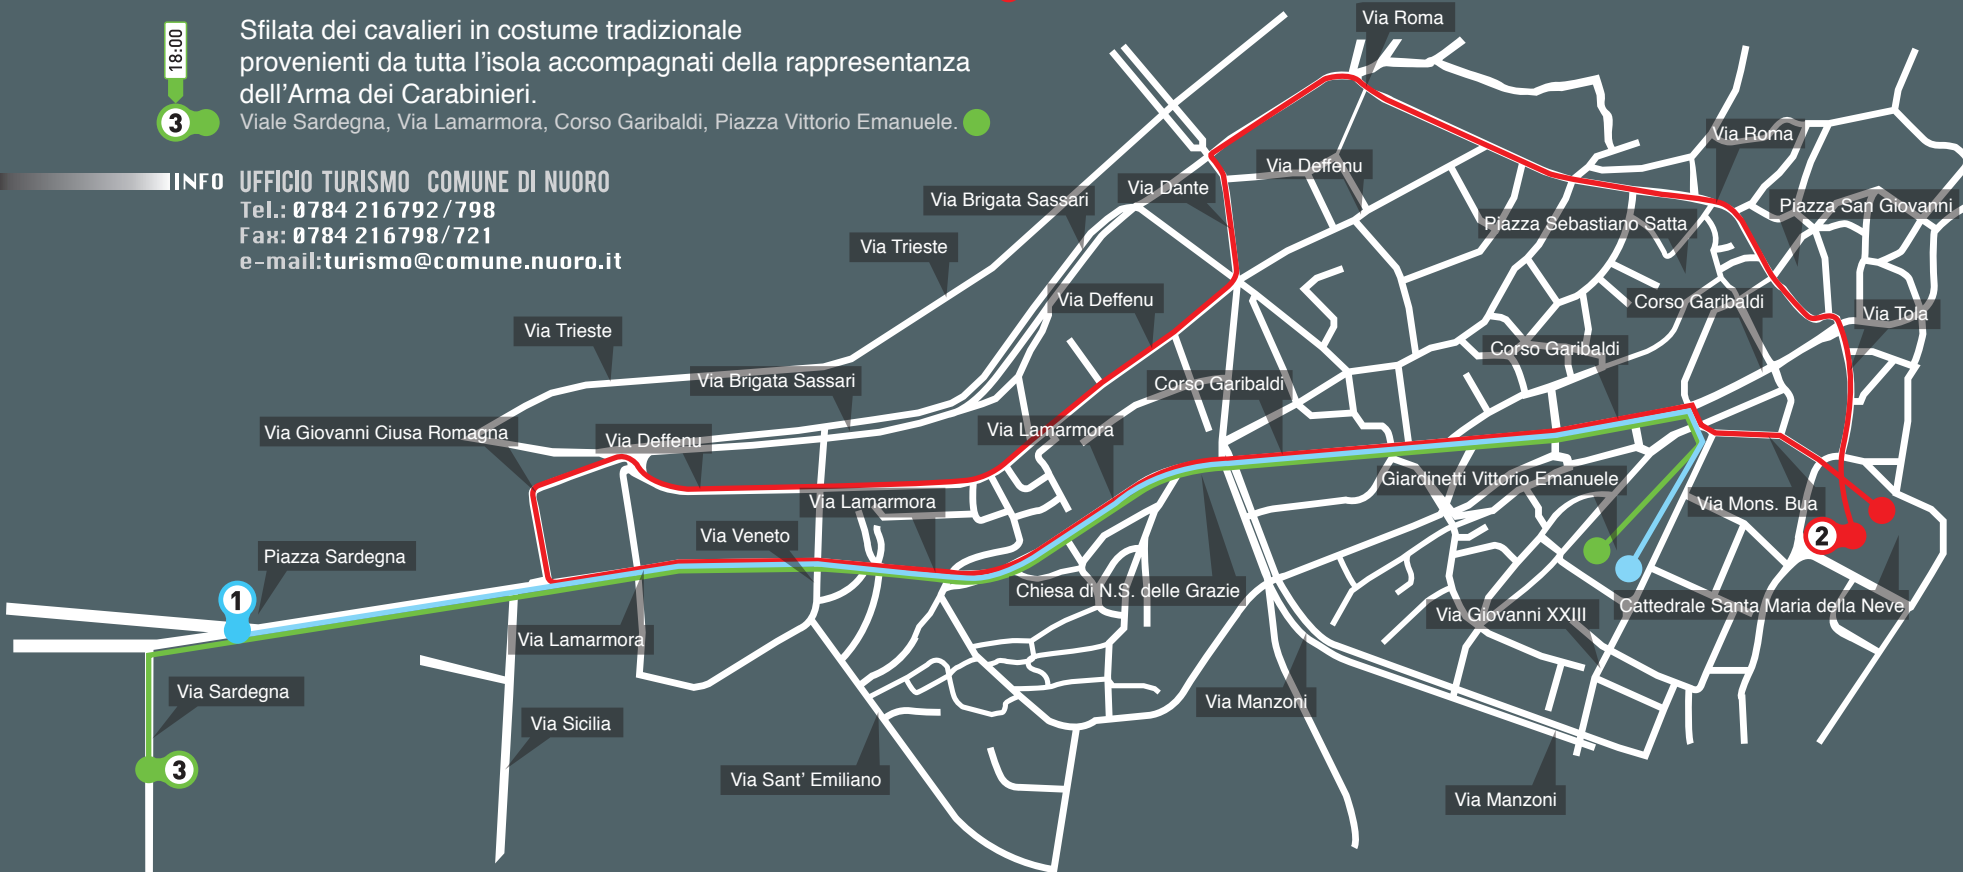 18:00
Sfilata dei cavalieri in costume tradizionale
provenienti da tutta l'isola accompagnati della rappresentanza
dell'Arma dei Carabinieri.
3
Viale Sardegna, Via Lamarmora, Corso Garibaldi, Piazza Vittorio Emanuele.
INFO UFFICIO TURISMO COMUNE DI NUORO
Tel.: 0784 216792/798
Fax: 0784 216798/721
e-mail:turismo@comune.nuoro.it
Via Roma
Via Roma
Via Deffenu
Via Dante
Via Brigata Sassari
Piazza San Giovanni
Piazza Sebastiano Satta
Via Trieste
Via Deffenu
Corso Garibaldi
Via Tola
Via Trieste
Corso Garibaldi
Via Brigata Sassari
Corso Garibaldi
Via Giovanni Ciusa Romagna
Via Deffenu
Via Lamarmora
Giardinetti Vittorio Emanuele
Via Lamarmora
Via Mons. Bua
2
Via Veneto
Piazza Sardegna
1
Chiesa di N.S. delle Grazie
Cattedrale Santa Maria della Neve
Via Giovanni XXIII
Via Lamarmora
Via Sardegna
Via Manzoni
Via Sicilia
3
Via Sant' Emiliano
Via Manzoni